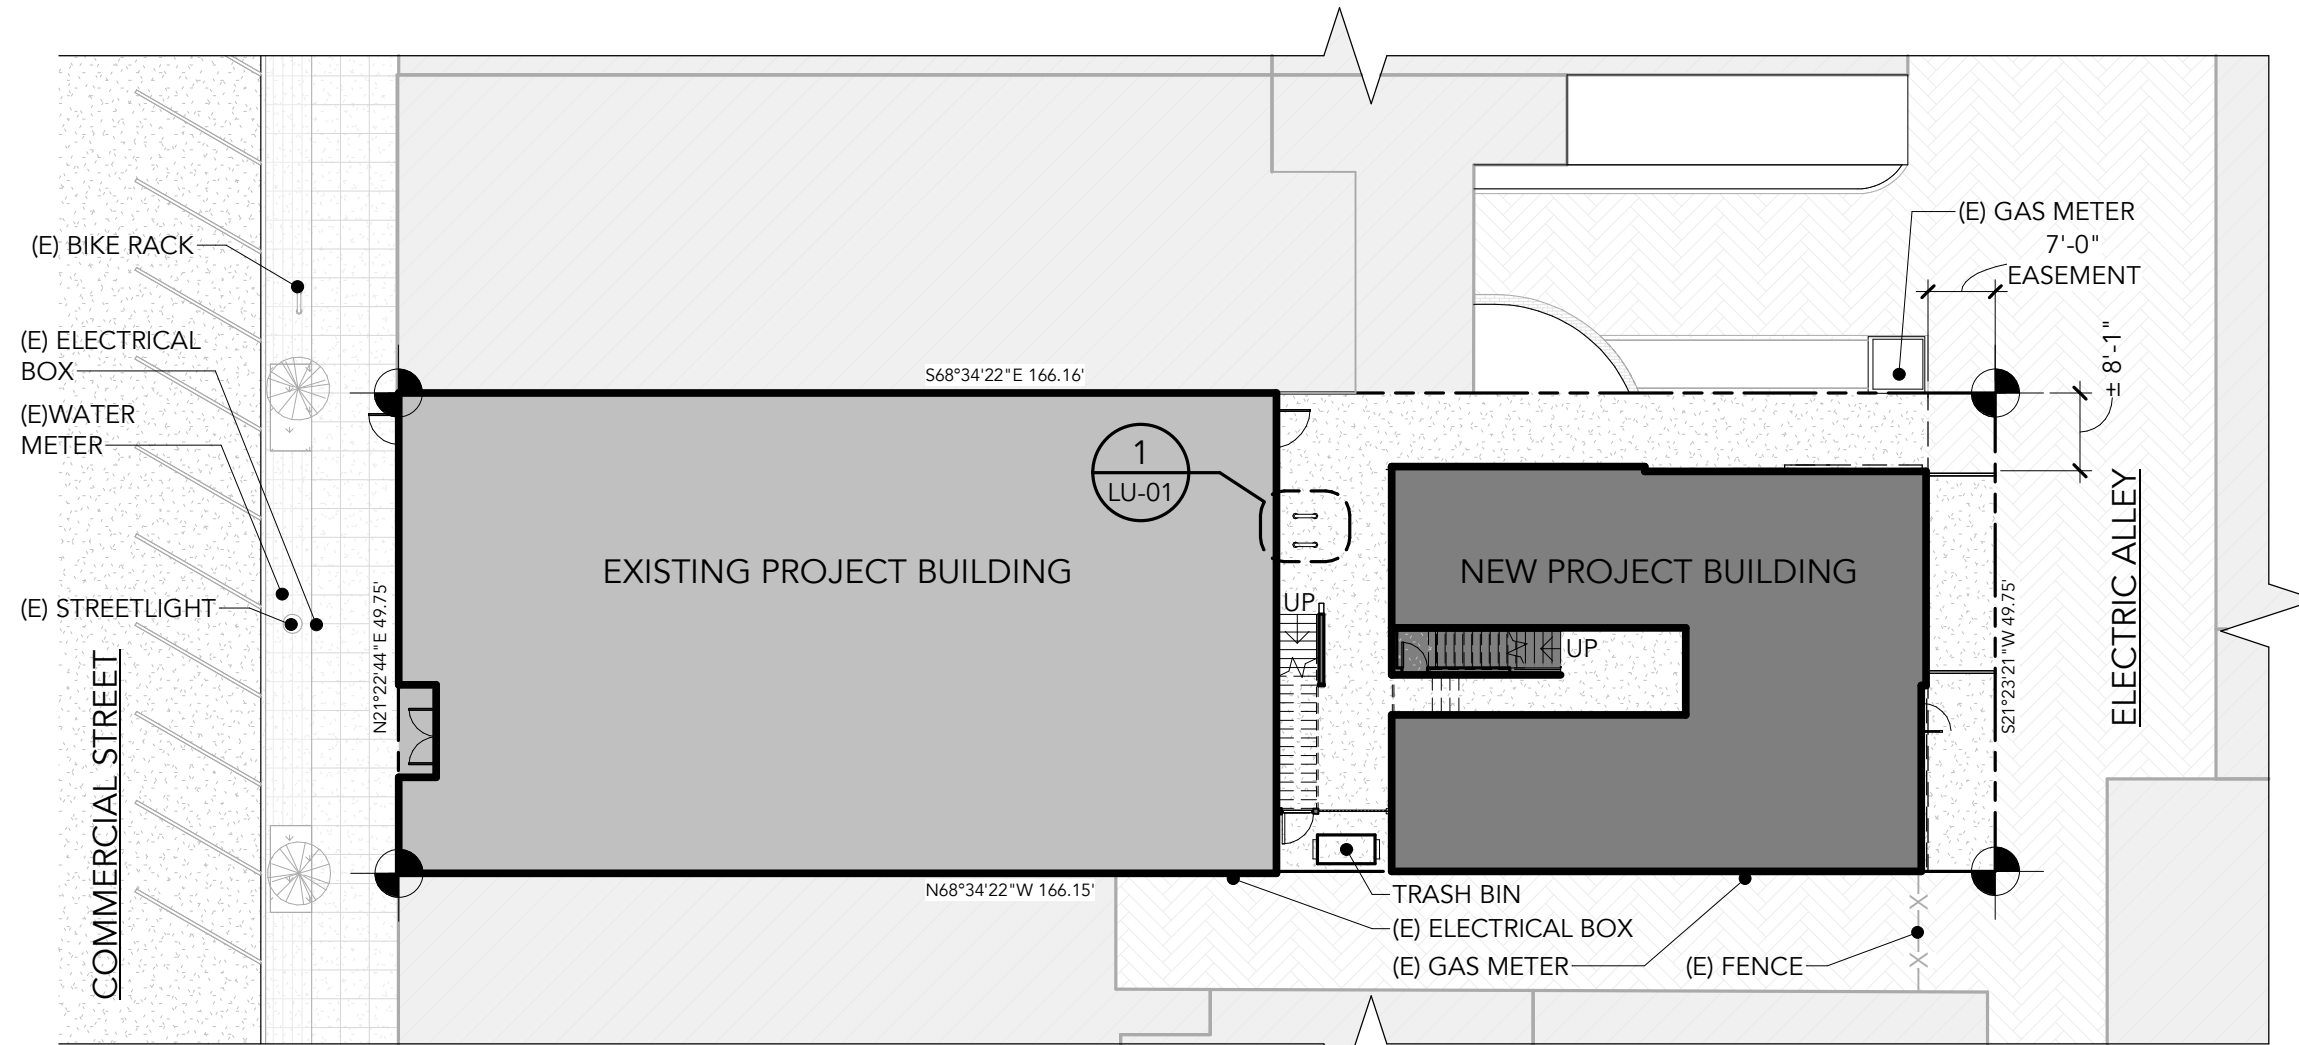 (E) BIKE RACK
(E) ELECTRICAL
BOX
(E)WATER
METER
(E) STREETLIGHT
COMMERCIAL STREET
N21°22'44"E 49.75'
S68°34'22"E 166.16'
EXISTING PROJECT BUILDING
N68°34'22"W 166.15'
1
LU-01
UP
NEW PROJECT BUILDING
UP
TRASH BIN
(E) ELECTRICAL BOX
(E) GAS METER
(E) FENCE
(E) GAS METER
7'-0"
EASEMENT
± 8'-1"
S21°23'21"W 49.75'
ELECTRIC ALLEY